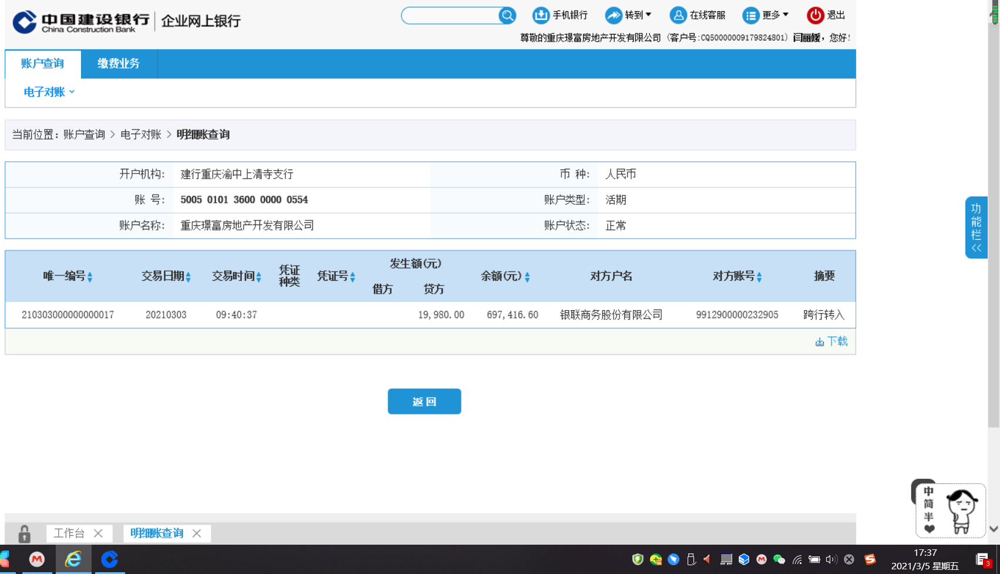 中国建设银行
China Construction Bank
企业网上银行
手机银行 转到 在线客服 更多 退出
尊敬的重庆璟富房地产开发有限公司（客户号:CQ50000009179824801）闫丽媛，您好!
账户查询 缴费业务
电子对账
当前位置：账户查询 > 电子对账 > 明细账查询
开户机构: 建行重庆渝中上清寺支行 币 种: 人民币
账 号: 5005 0101 3600 0000 0554 账户类型: 活期
账户名称: 重庆璟富房地产开发有限公司 账户状态: 正常
唯一编号 交易日期 交易时间 凭证种类 凭证号 发生额(元) 余额(元) 对方户名 对方账号 摘要
借方 贷方
210303000000000017 20210303 09:40:37 19,980.00 697,416.60 银联商务股份有限公司 9912900000232905 跨行转入
下载
返 回
功能栏
<<
中
简
半
工作台 明细账查询
17:37
2021/3/5 星期五
3